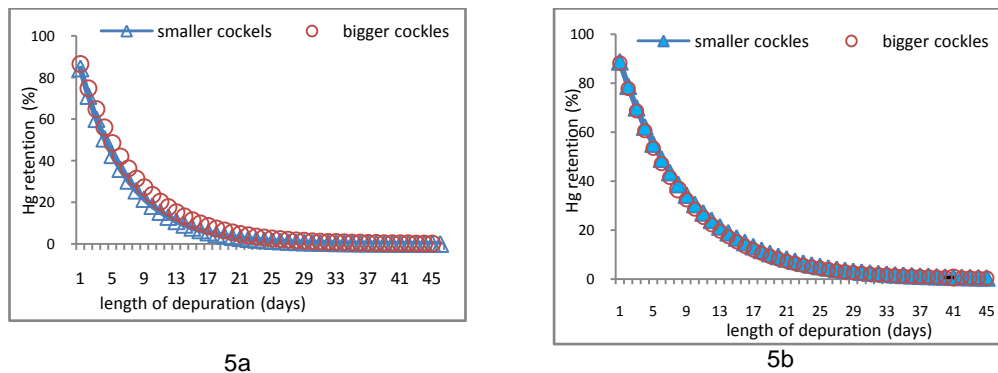 smaller cockels bigger cockles
Hg retention (%)
100
80
60
40
20
0
1 5 9 13 17 21 25 29 33 37 41 45
length of depuration (days)
5a
smaller cockles bigger cockles
Hg retention (%)
100
80
60
40
20
0
1 5 9 13 17 21 25 29 33 37 41 45
length of depuration (days)
5b